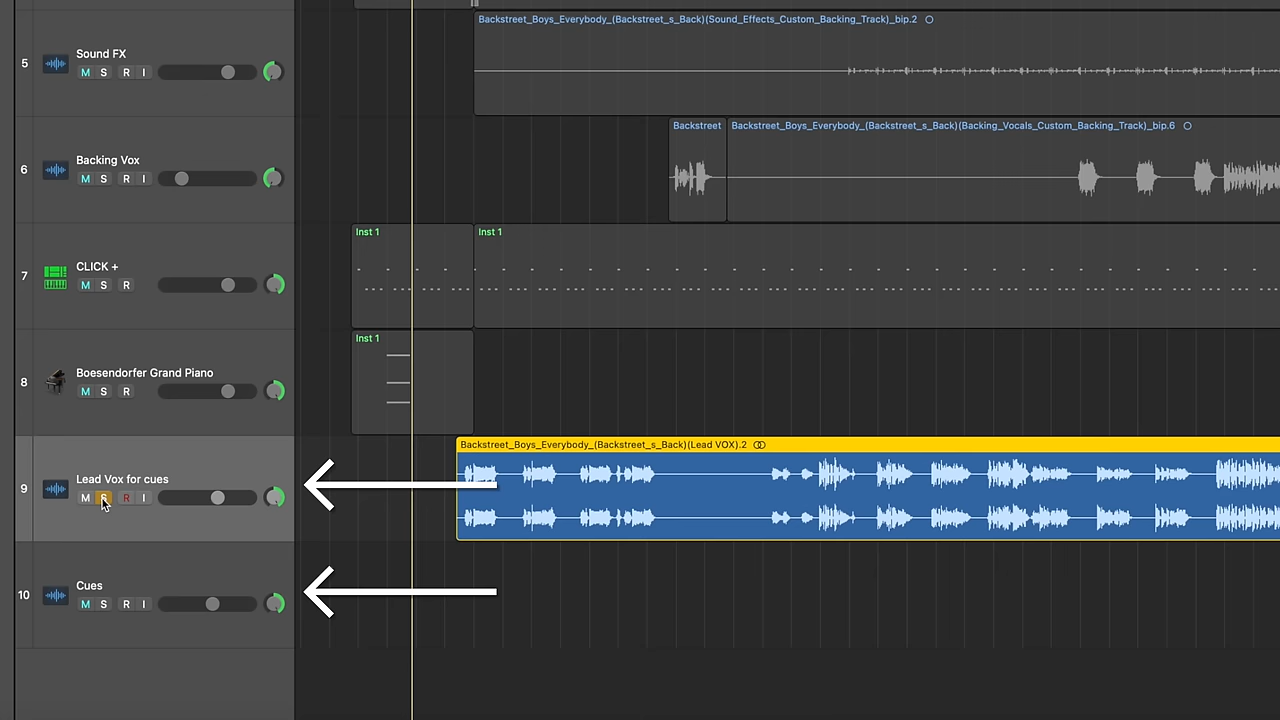 Backstreet_Boys_Everybody_(Backstreet_s_Back)(Sound_Effects_Custom_Backing_Track)_bip.2
5
Sound FX
M S R I
Backstreet
Backstreet_Boys_Everybody_(Backstreet_s_Back)(Backing_Vocals_Custom_Backing_Track)_bip.6
6
Backing Vox
M S R I
Inst 1
Inst 1
7
CLICK +
M S R
Inst 1
8
Boesendorfer Grand Piano
M S R
Backstreet_Boys_Everybody_(Backstreet_s_Back)(Lead VOX).2
9
Lead Vox for cues
M S R I
10
Cues
M S R I